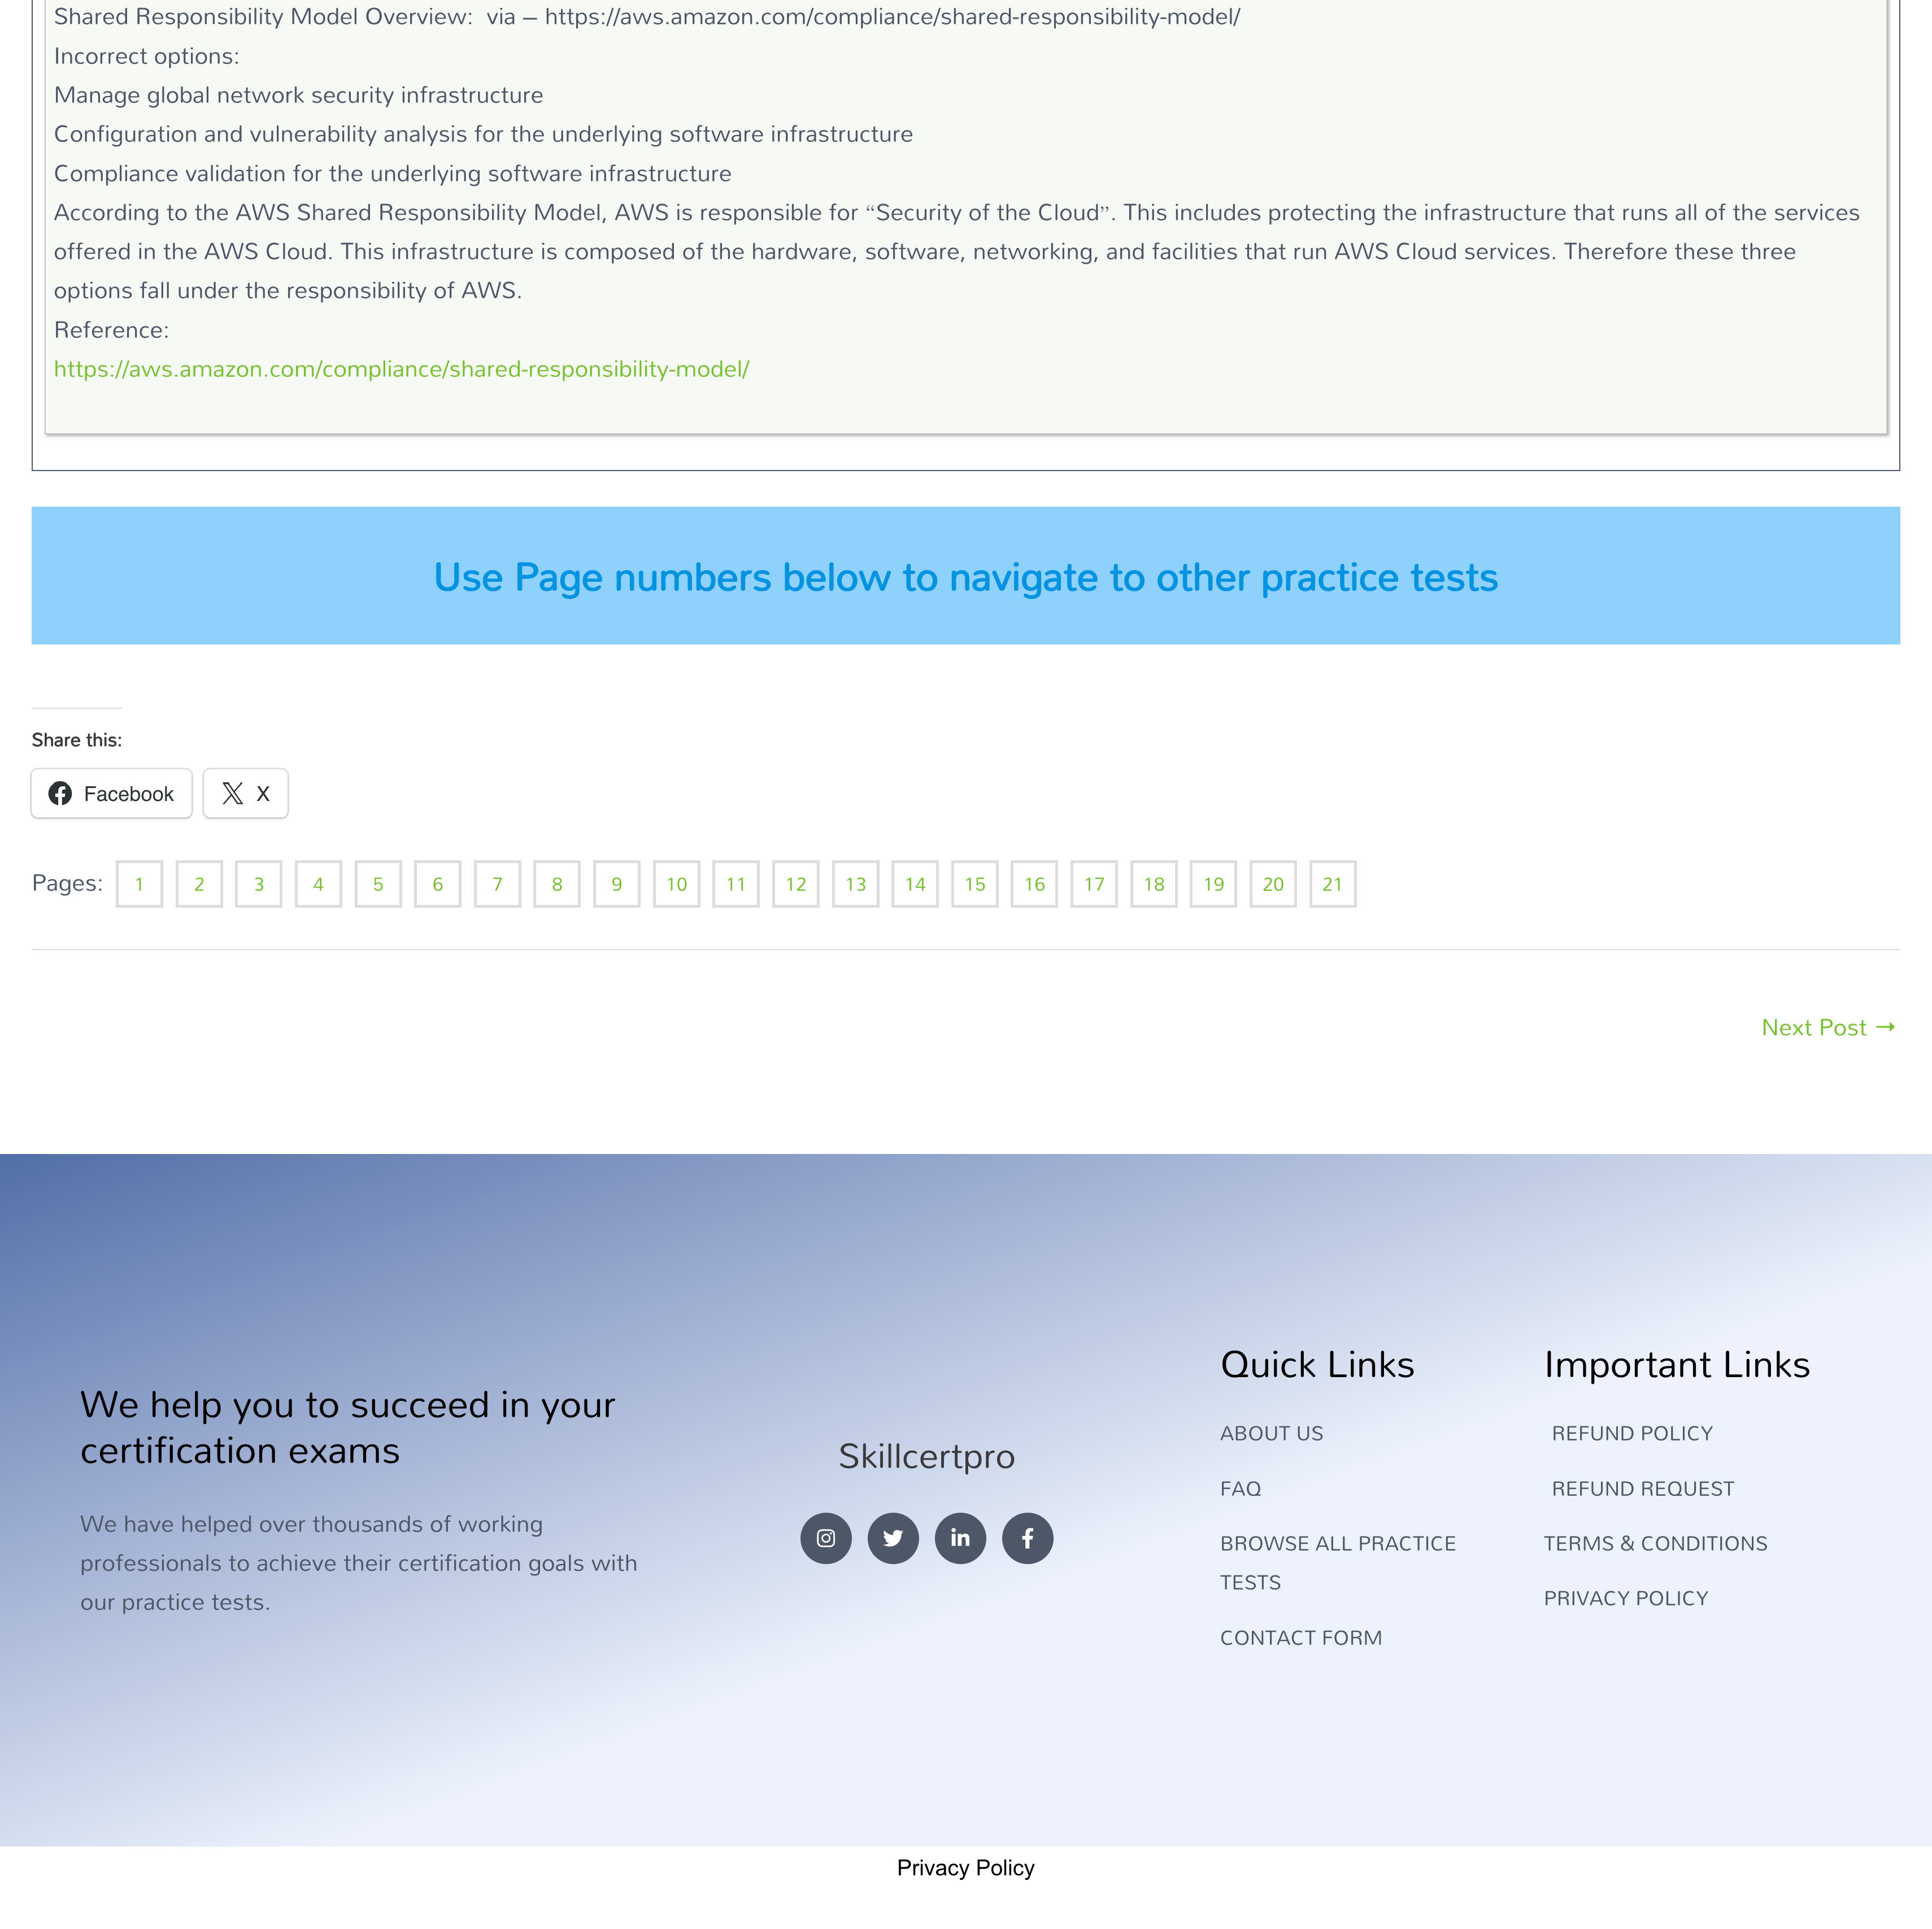 Shared Responsibility Model Overview:  via – https://aws.amazon.com/compliance/shared-responsibility-model/
Incorrect options:
Manage global network security infrastructure
Configuration and vulnerability analysis for the underlying software infrastructure
Compliance validation for the underlying software infrastructure
According to the AWS Shared Responsibility Model, AWS is responsible for “Security of the Cloud”. This includes protecting the infrastructure that runs all of the services
offered in the AWS Cloud. This infrastructure is composed of the hardware, software, networking, and facilities that run AWS Cloud services. Therefore these three
options fall under the responsibility of AWS.
Reference:
https://aws.amazon.com/compliance/shared-responsibility-model/
Use Page numbers below to navigate to other practice tests
Share this:
Facebook X
Pages: 1 2 3 4 5 6 7 8 9 10 11 12 13 14 15 16 17 18 19 20 21
Next Post →
We help you to succeed in your
certification exams
We have helped over thousands of working
professionals to achieve their certification goals with
our practice tests.
Skillcertpro
Quick Links
ABOUT US
FAQ
BROWSE ALL PRACTICE
TESTS
CONTACT FORM
Important Links
REFUND POLICY
REFUND REQUEST
TERMS & CONDITIONS
PRIVACY POLICY
Privacy Policy